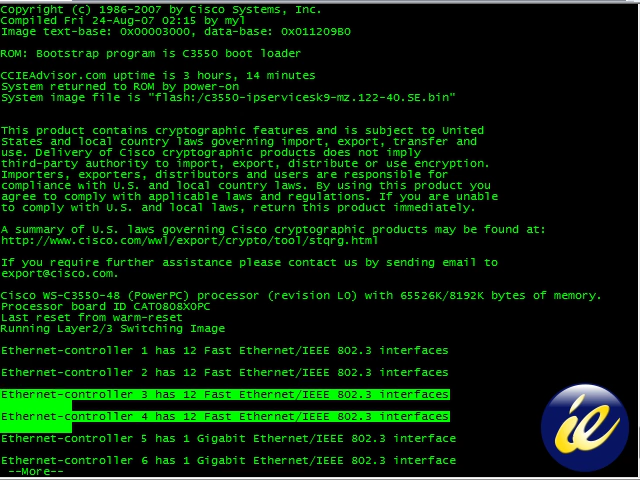 Copyright (c) 1986-2007 by Cisco Systems, Inc.
Compiled Fri 24-Aug-07 02:15 by myl
Image text-base: 0x00003000, data-base: 0x011209B0
ROM: Bootstrap program is C3550 boot loader
CCIEAdvisor.com uptime is 3 hours, 14 minutes
System returned to ROM by power-on
System image file is "flash:/c3550-ipservicesk9-mz.122-40.SE.bin"
This product contains cryptographic features and is subject to United
States and local country laws governing import, export, transfer and
use. Delivery of Cisco cryptographic products does not imply
third-party authority to import, export, distribute or use encryption.
Importers, exporters, distributors and users are responsible for
compliance with U.S. and local country laws. By using this product you
agree to comply with applicable laws and regulations. If you are unable
to comply with U.S. and local laws, return this product immediately.
A summary of U.S. laws governing Cisco cryptographic products may be found at:
http://www.cisco.com/wwl/export/crypto/tool/stqrg.html
If you require further assistance please contact us by sending email to
export@cisco.com.
Cisco WS-C3550-48 (PowerPC) processor (revision L0) with 65526K/8192K bytes of memory.
Processor board ID CAT0808X0PC
Last reset from warm-reset
Running Layer2/3 Switching Image
Ethernet-controller 1 has 12 Fast Ethernet/IEEE 802.3 interfaces
Ethernet-controller 2 has 12 Fast Ethernet/IEEE 802.3 interfaces
Ethernet-controller 3 has 12 Fast Ethernet/IEEE 802.3 interfaces
Ethernet-controller 4 has 12 Fast Ethernet/IEEE 802.3 interfaces
Ethernet-controller 5 has 1 Gigabit Ethernet/IEEE 802.3 interface
Ethernet-controller 6 has 1 Gigabit Ethernet/IEEE 802.3 interface
--More--
ie